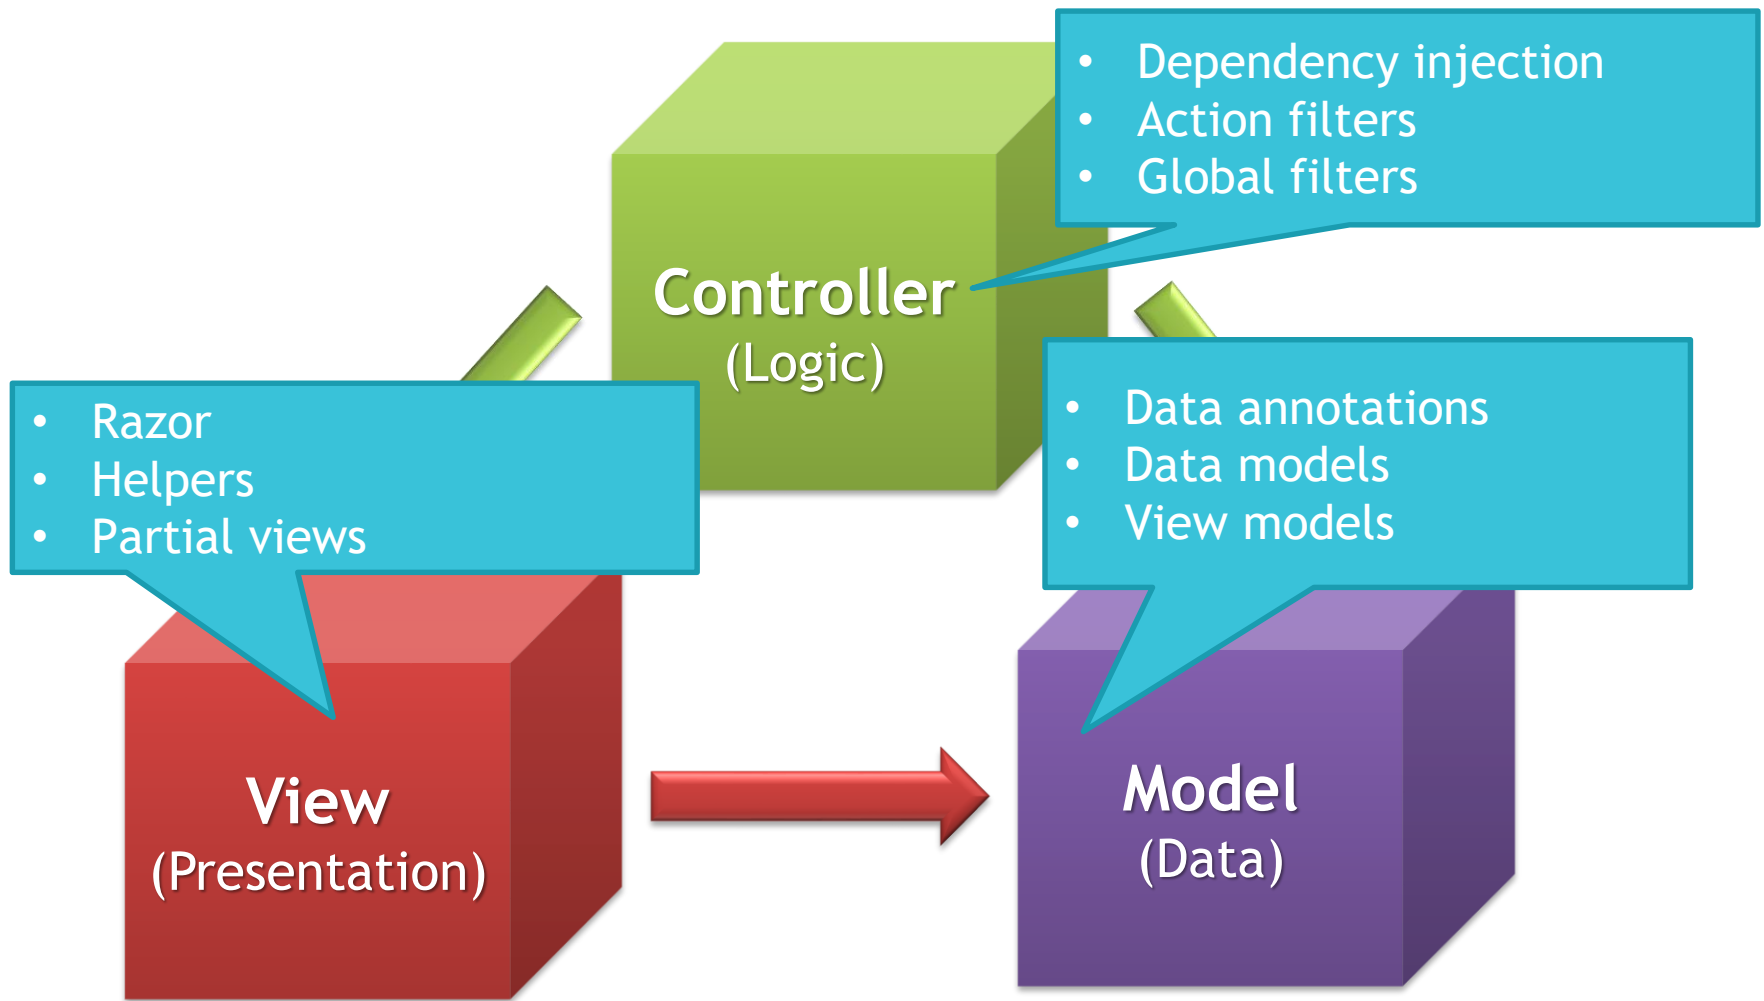 • Dependency injection
• Action filters
• Global filters
Controller
(Logic)
• Razor
• Helpers
• Partial views
• Data annotations
• Data models
• View models
View
(Presentation)
Model
(Data)